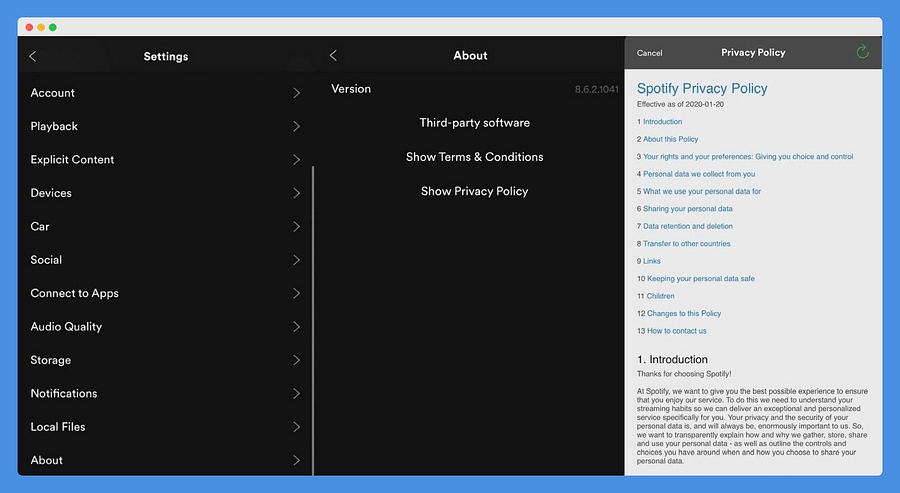 Settings
Account
Playback
Explicit Content
Devices
Car
Social
Connect to Apps
Audio Quality
Storage
Notifications
Local Files
About
About
Version 8.6.2.1041
Third-party software
Show Terms & Conditions
Show Privacy Policy
Cancel Privacy Policy
Spotify Privacy Policy
Effective as of 2020-01-20
1 Introduction
2 About this Policy
3 Your rights and your preferences: Giving you choice and control
4 Personal data we collect from you
5 What we use your personal data for
6 Sharing your personal data
7 Data retention and deletion
8 Transfer to other countries
9 Links
10 Keeping your personal data safe
11 Children
12 Changes to this Policy
13 How to contact us
1. Introduction
Thanks for choosing Spotify!
At Spotify, we want to give you the best possible experience to ensure
that you enjoy our service. To do this we need to understand your
streaming habits so we can deliver an exceptional and personalized
service specifically for you. Your privacy and the security of your
personal data is, and will always be, enormously important to us. So,
we want to transparently explain how and why we gather, store, share
and use your personal data - as well as outline the controls and
choices you have around when and how you choose to share your
personal data.